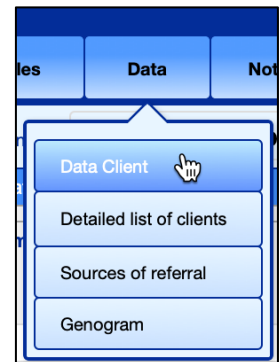 les Data Not
Data Client
Detailed list of clients
Sources of referral
Genogram